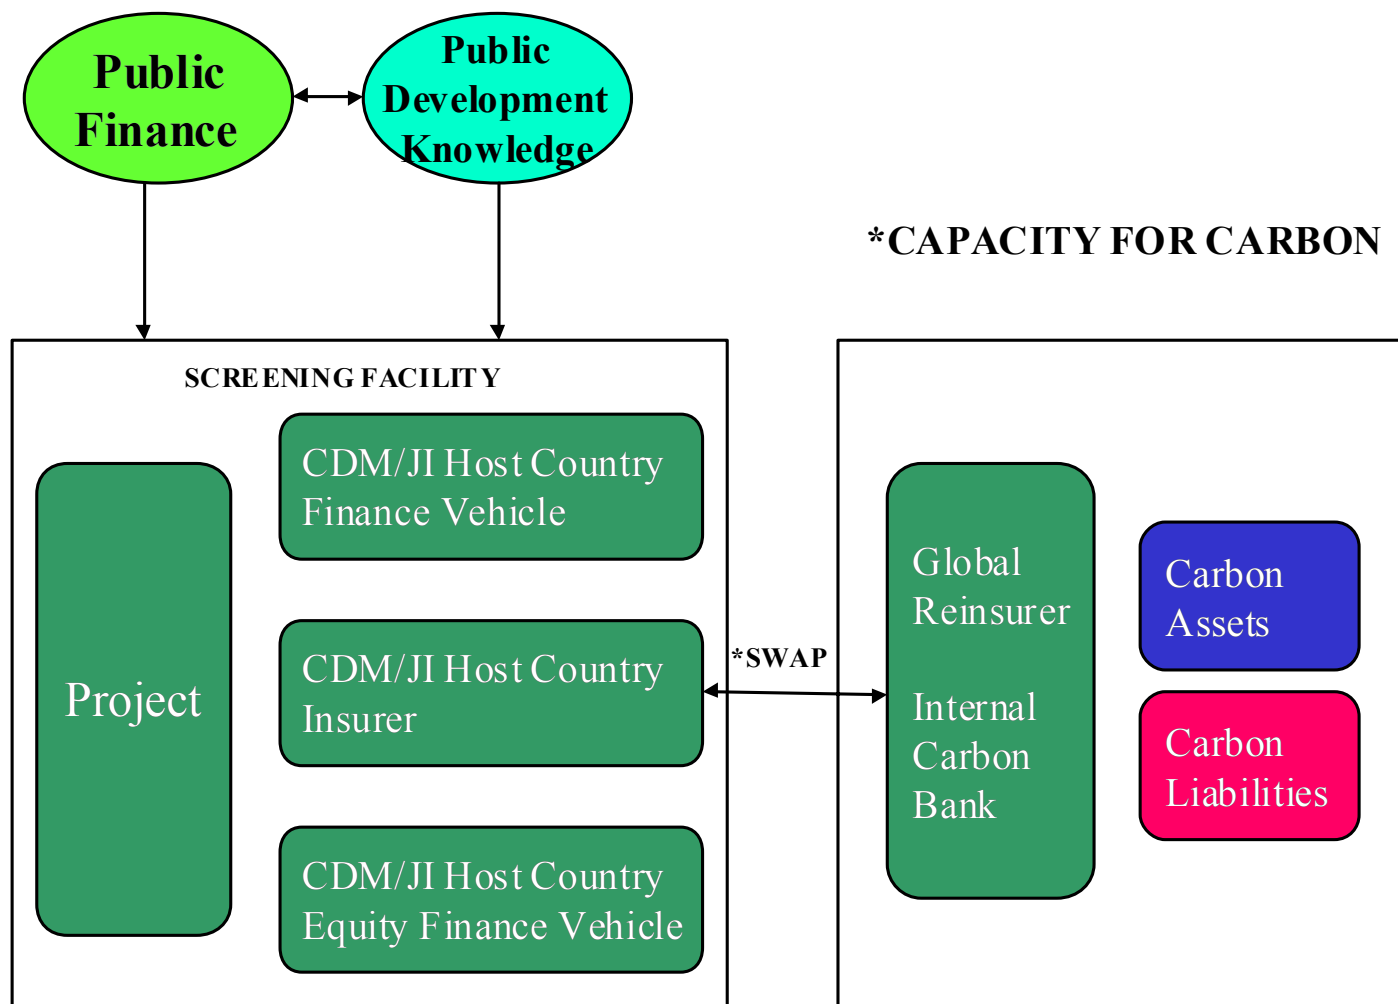 Public
Finance
Public
Development
Knowledge
*CAPACITY FOR CARBON
SCREENING FACILITY
Project
CDM/JI Host Country
Finance Vehicle
CDM/JI Host Country
Insurer
CDM/JI Host Country
Equity Finance Vehicle
*SWAP
Global
Reinsurer
Internal
Carbon
Bank
Carbon
Assets
Carbon
Liabilities